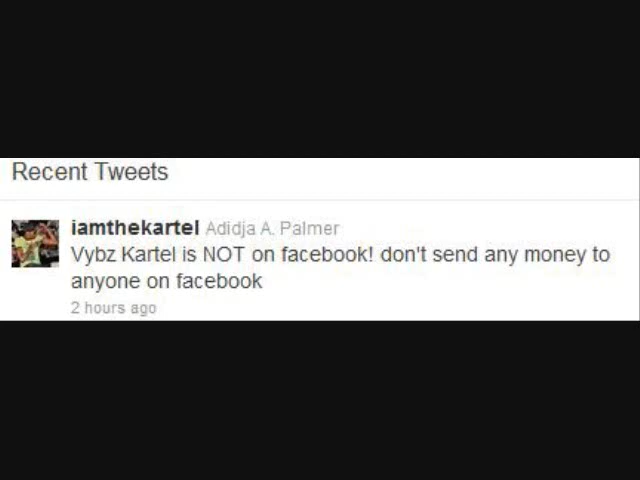 Recent Tweets
iamthekartel Adidja A. Palmer
Vybz Kartel is NOT on facebook! don't send any money to
anyone on facebook
2 hours ago